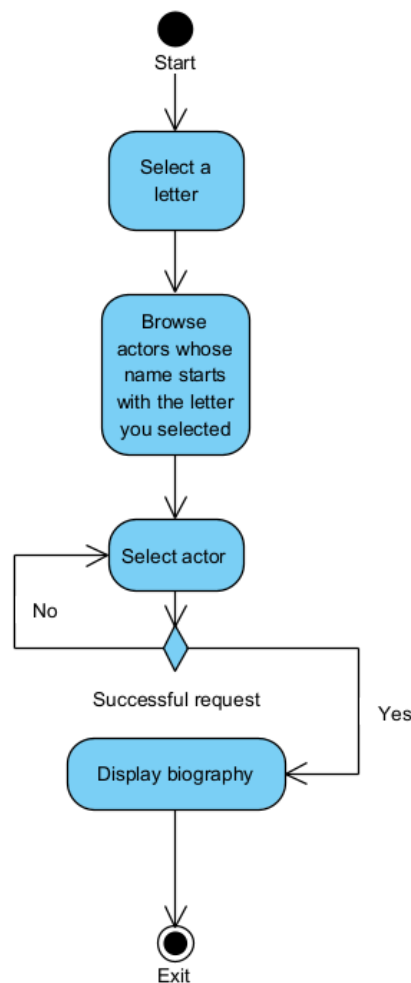 Start
Select a
letter
Browse
actors whose
name starts
with the letter
you selected
Select actor
No
Successful request
Yes
Display biography
Exit